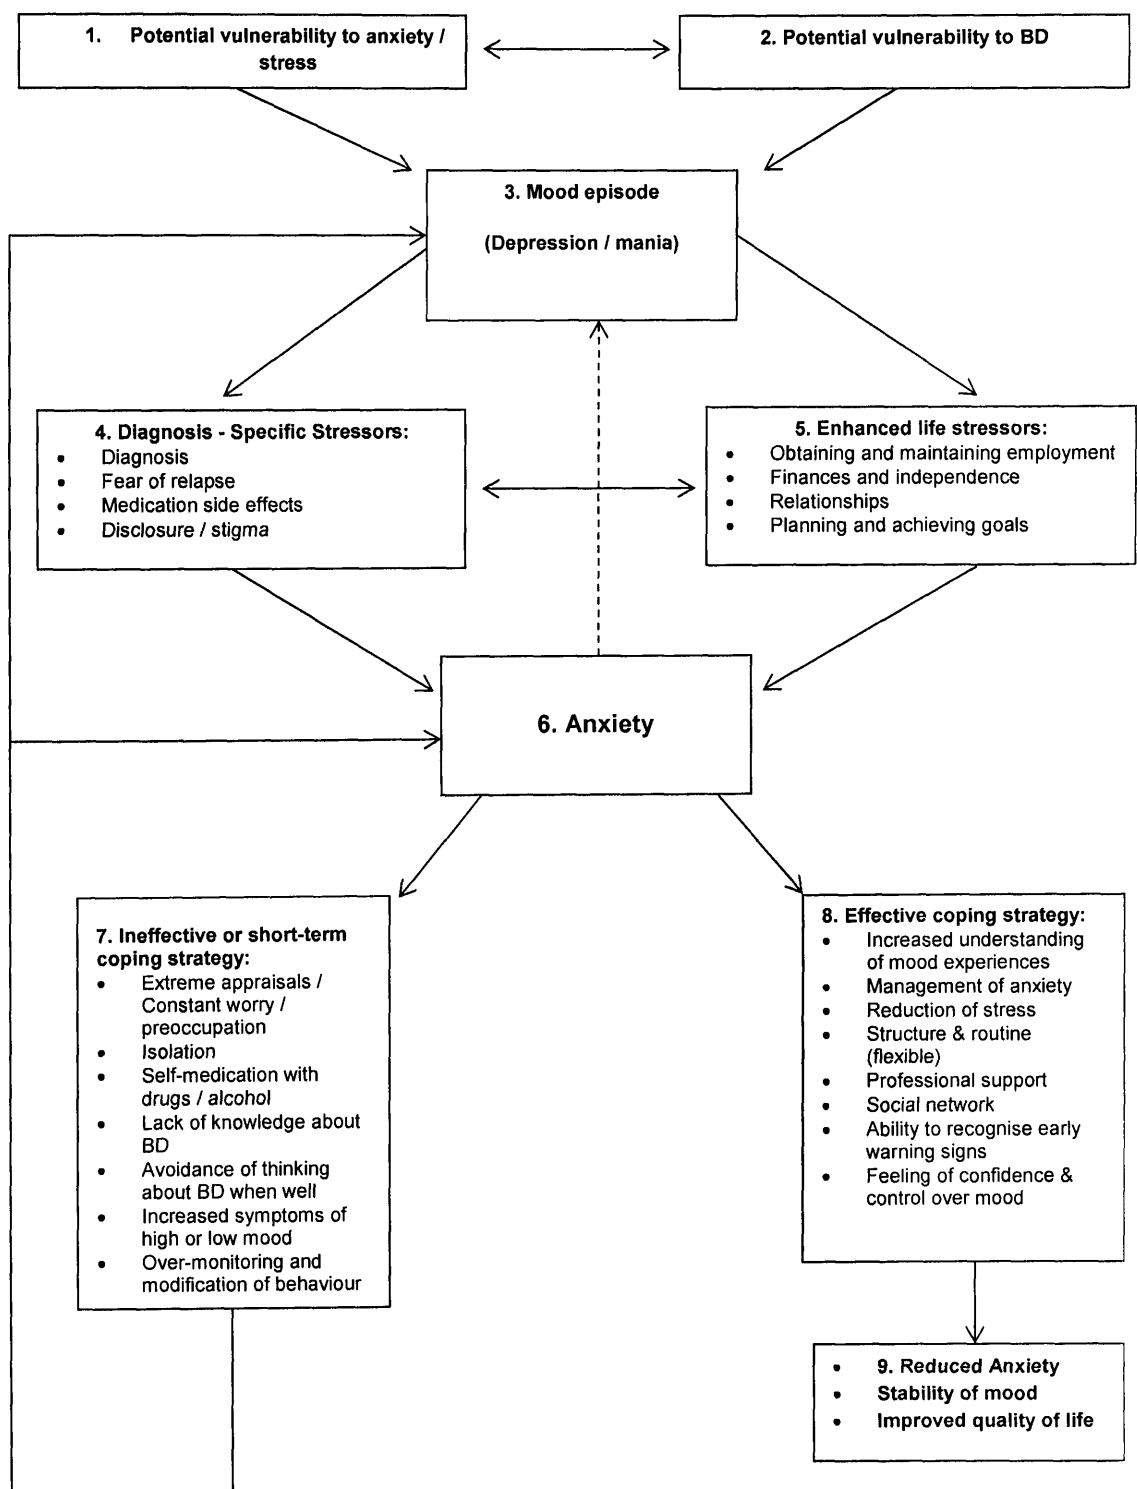 1. Potential vulnerability to anxiety /
stress
2. Potential vulnerability to BD
3. Mood episode
(Depression / mania)
4. Diagnosis - Specific Stressors:
• Diagnosis
• Fear of relapse
• Medication side effects
• Disclosure / stigma
5. Enhanced life stressors:
• Obtaining and maintaining employment
• Finances and independence
• Relationships
• Planning and achieving goals
6. Anxiety
7. Ineffective or short-term
coping strategy:
• Extreme appraisals /
Constant worry /
preoccupation
• Isolation
• Self-medication with
drugs / alcohol
• Lack of knowledge about
BD
• Avoidance of thinking
about BD when well
• Increased symptoms of
high or low mood
• Over-monitoring and
modification of behaviour
8. Effective coping strategy:
• Increased understanding
of mood experiences
• Management of anxiety
• Reduction of stress
• Structure & routine
(flexible)
• Professional support
• Social network
• Ability to recognise early
warning signs
• Feeling of confidence &
control over mood
• 9. Reduced Anxiety
• Stability of mood
• Improved quality of life